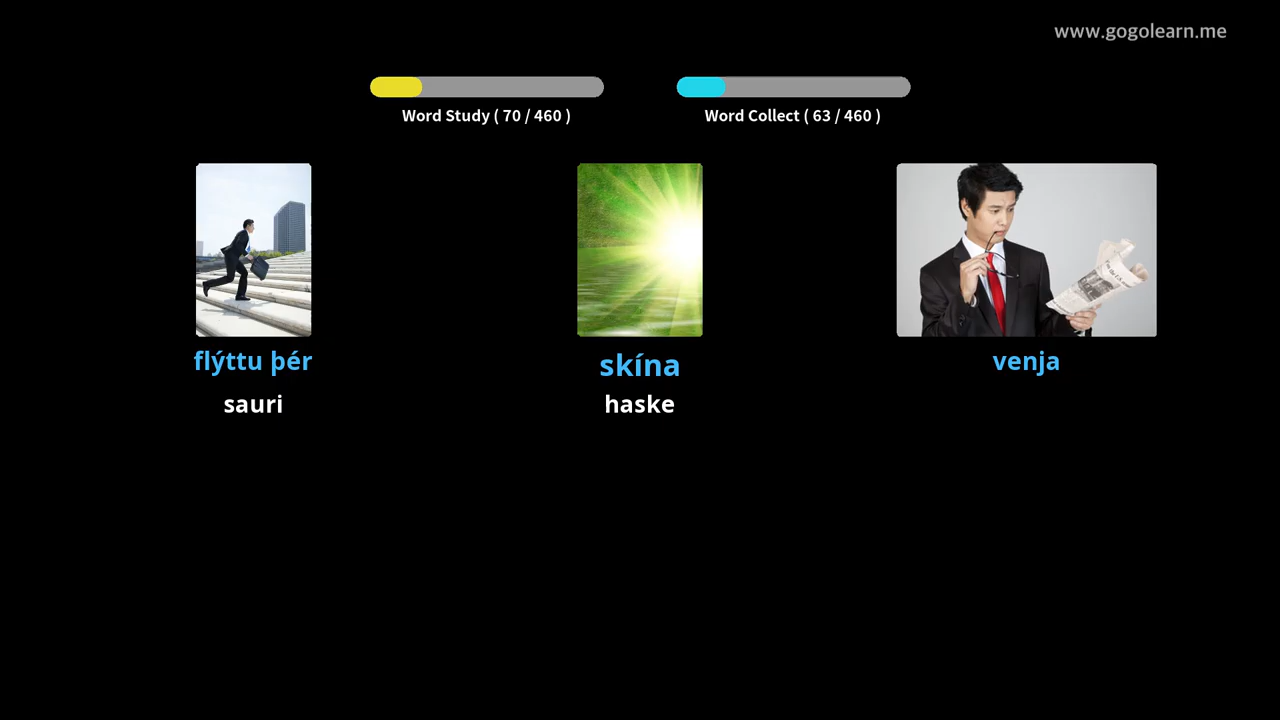 www.gogolearn.me
Word Study ( 70 / 460 )
Word Collect ( 63 / 460 )
flýttu þér
skína
venja
sauri
haske